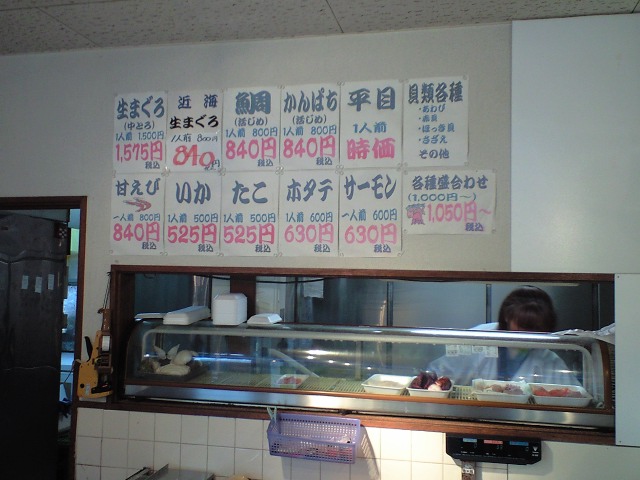 生まぐろ
(中とろ)
1人前 1,500円
1,575円
税込
近海
生まぐろ
1人前 800円
840円
税込
魚周
(活じめ)
1人前 800円
840円
税込
かんぱち
(活じめ)
1人前 800円
840円
税込
平目
1人前
時価
貝類各種
・あわび
・赤貝
・ほっき貝
・さざえ
その他
甘えび
一人前 800円
840円
税込
いか
1人前 500円
525円
税込
たこ
1人前 500円
525円
税込
ホタテ
1人前 600円
630円
税込
サーモン
一人前 600円
630円
税込
各種盛合わせ
(1,000円〜)
1,050円〜
税込